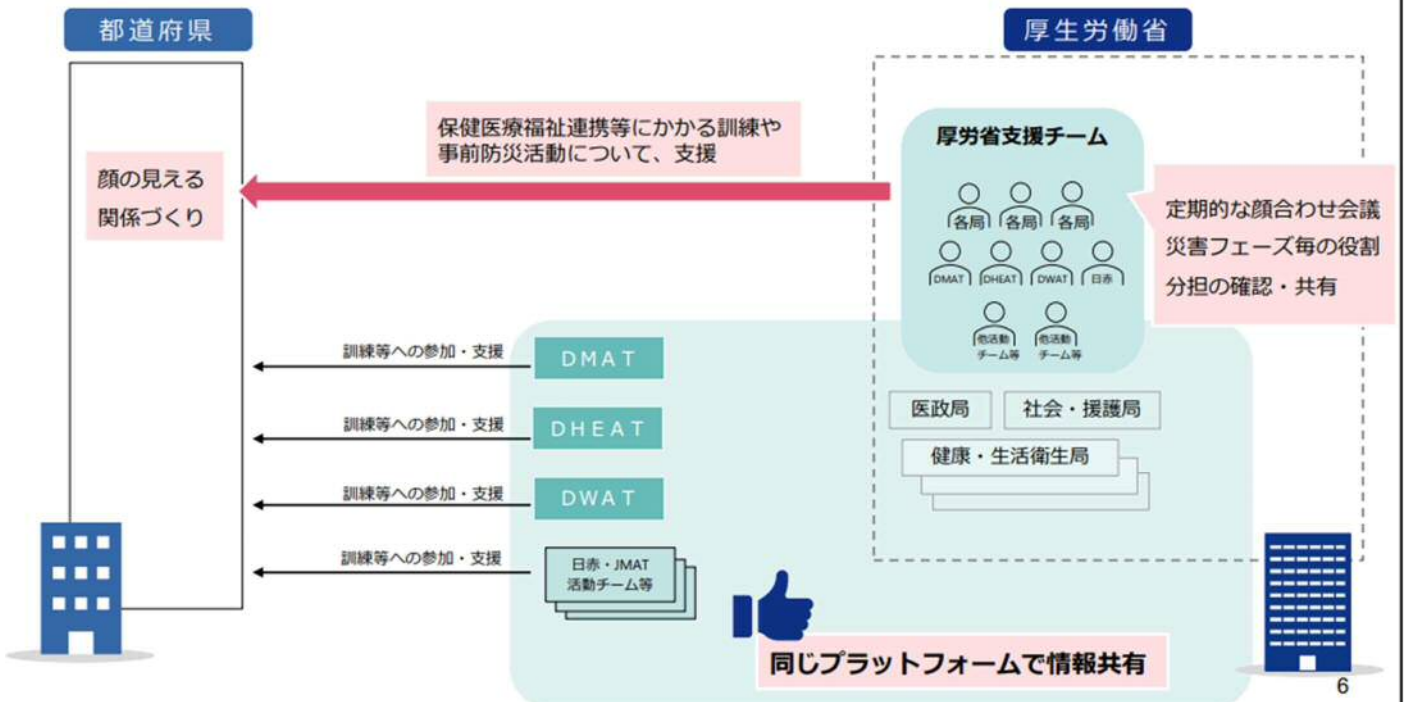 都道府県
厚生労働省
保健医療福祉連携等にかかる訓練や
事前防災活動について、支援
顔の見える
関係づくり
厚労省支援チーム
各局 各局 各局
DMAT DHEAT DWAT 日赤
他活動
チーム等
他活動
チーム等
定期的な顔合わせ会議
災害フェーズ毎の役割
分担の確認・共有
訓練等への参加・支援
DMAT
訓練等への参加・支援
DHEAT
訓練等への参加・支援
DWAT
訓練等への参加・支援
日赤・JMAT
活動チーム等
医政局
社会・援護局
健康・生活衛生局
同じプラットフォームで情報共有
6